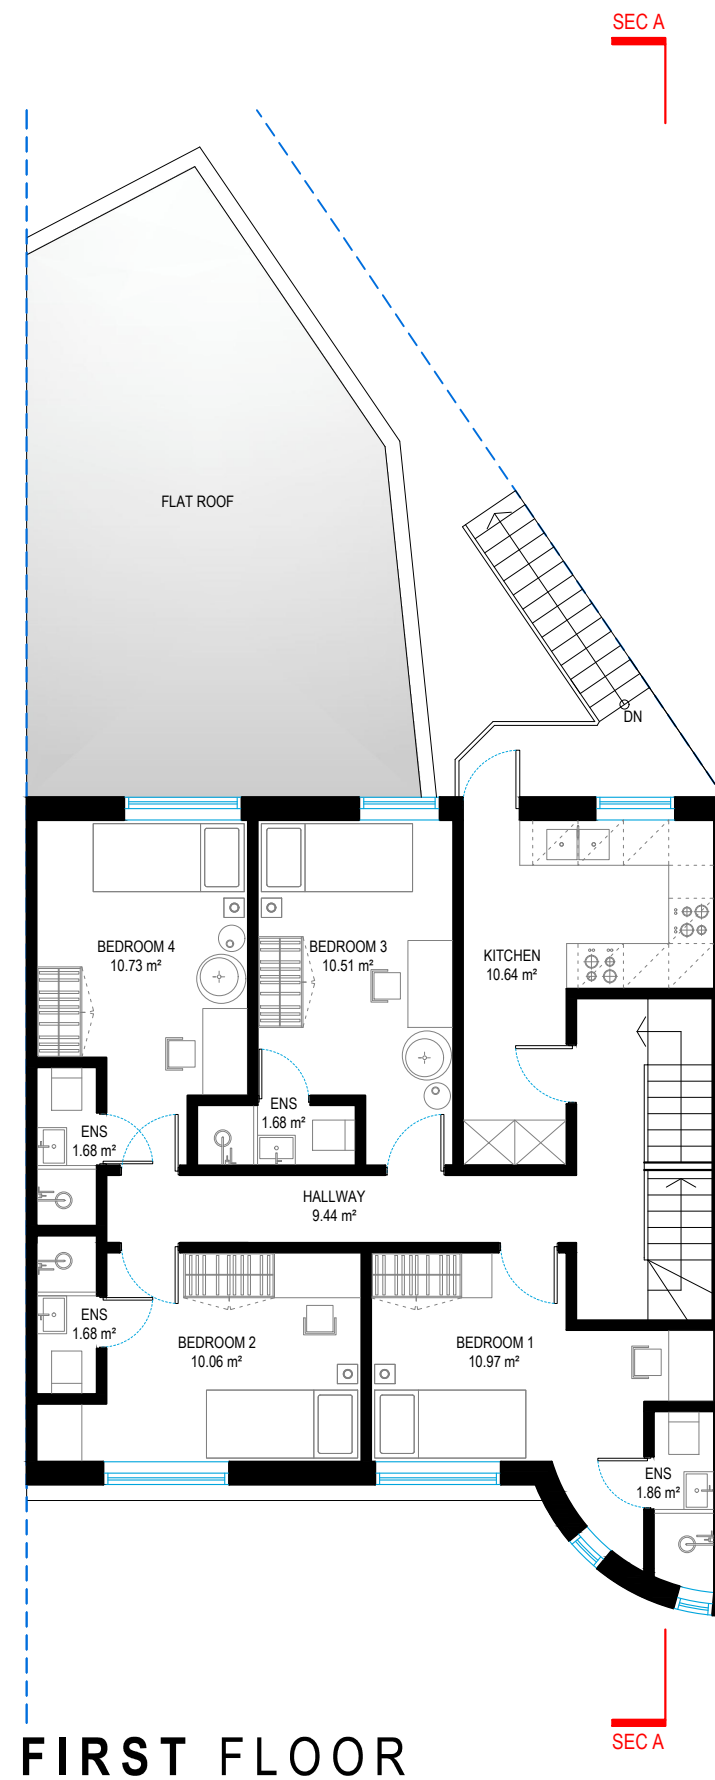 SEC A
FLAT ROOF
DN
BEDROOM 4
10.73 m²
BEDROOM 3
10.51 m²
KITCHEN
10.64 m²
ENS
1.68 m²
ENS
1.68 m²
HALLWAY
9.44 m²
ENS
1.68 m²
BEDROOM 2
10.06 m²
BEDROOM 1
10.97 m²
ENS
1.86 m²
SEC A
FIRST FLOOR